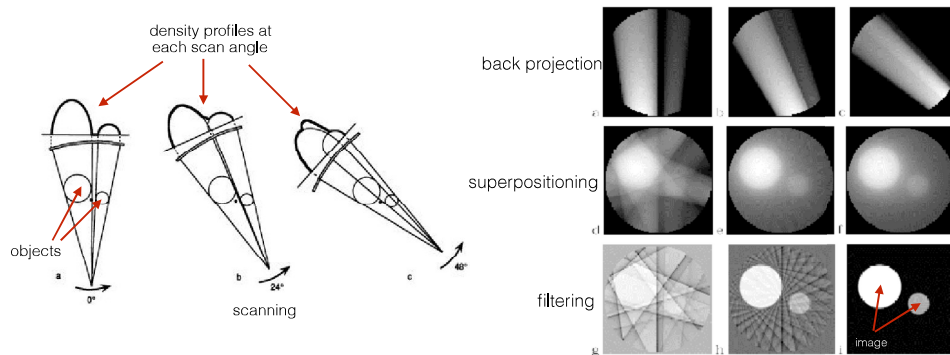 density profiles at
each scan angle
objects
a
0°
b
24°
c
48°
scanning
back projection
a
b
c
superpositioning
d
e
f
filtering
g
h
i
image